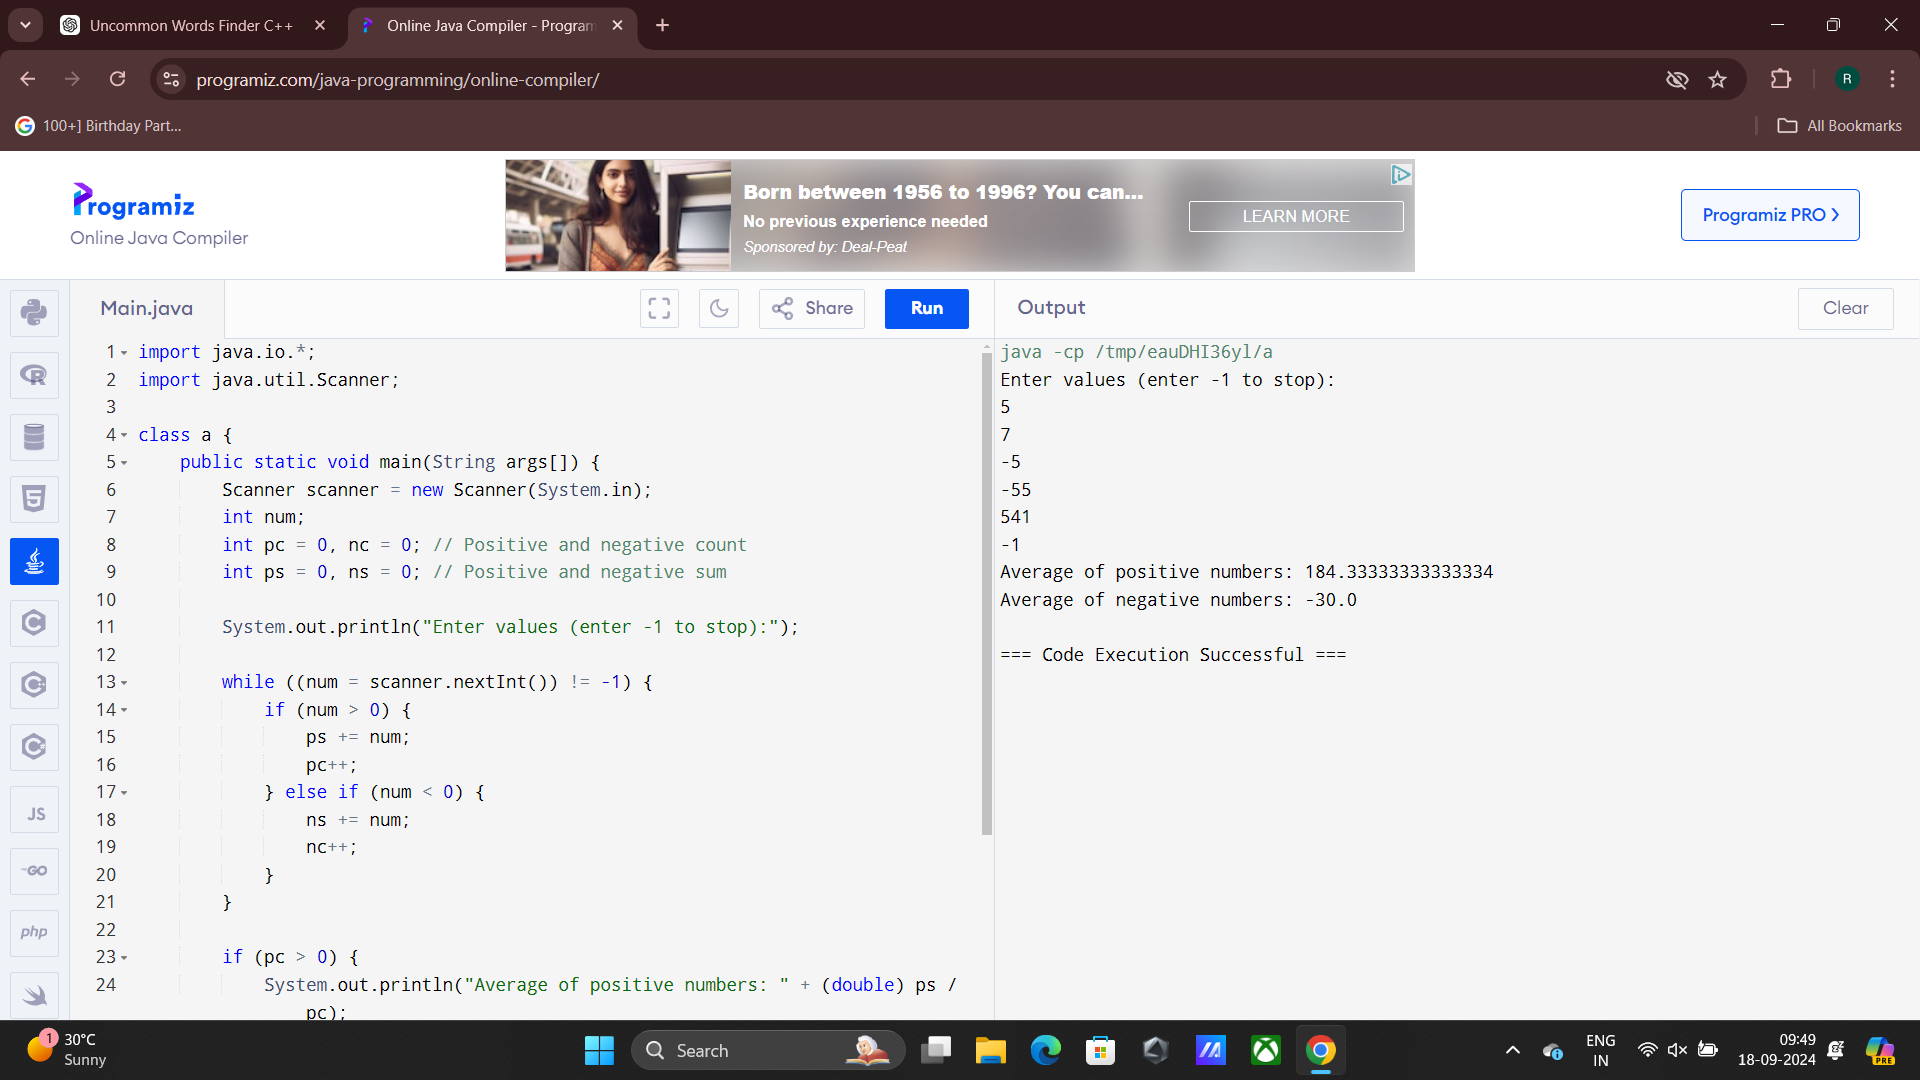 Uncommon Words Finder C++
Online Java Compiler - Program
programiz.com/java-programming/online-compiler/
R
100+] Birthday Part...
All Bookmarks
Programiz
Online Java Compiler
Born between 1956 to 1996? You can...
No previous experience needed
Sponsored by: Deal-Peat
LEARN MORE
Programiz PRO >
Main.java
Share
Run
Output
Clear
1 import java.io.*;
2 import java.util.Scanner;
3
4 class a {
5 public static void main(String args[]) {
6 Scanner scanner = new Scanner(System.in);
7 int num;
8 int pc = 0, nc = 0; // Positive and negative count
9 int ps = 0, ns = 0; // Positive and negative sum
10
11 System.out.println("Enter values (enter -1 to stop):");
12
13 while ((num = scanner.nextInt()) != -1) {
14 if (num > 0) {
15 ps += num;
16 pc++;
17 } else if (num < 0) {
18 ns += num;
19 nc++;
20 }
21 }
22
23 if (pc > 0) {
24 System.out.println("Average of positive numbers: " + (double) ps /
pc);
java -cp /tmp/eauDHI36yl/a
Enter values (enter -1 to stop):
5
7
-5
-55
541
-1
Average of positive numbers: 184.33333333333334
Average of negative numbers: -30.0
=== Code Execution Successful ===
R
5
C
C
C
JS
GO
php
1
30°C
Sunny
Search
ENG
IN
09:49
18-09-2024
PRE